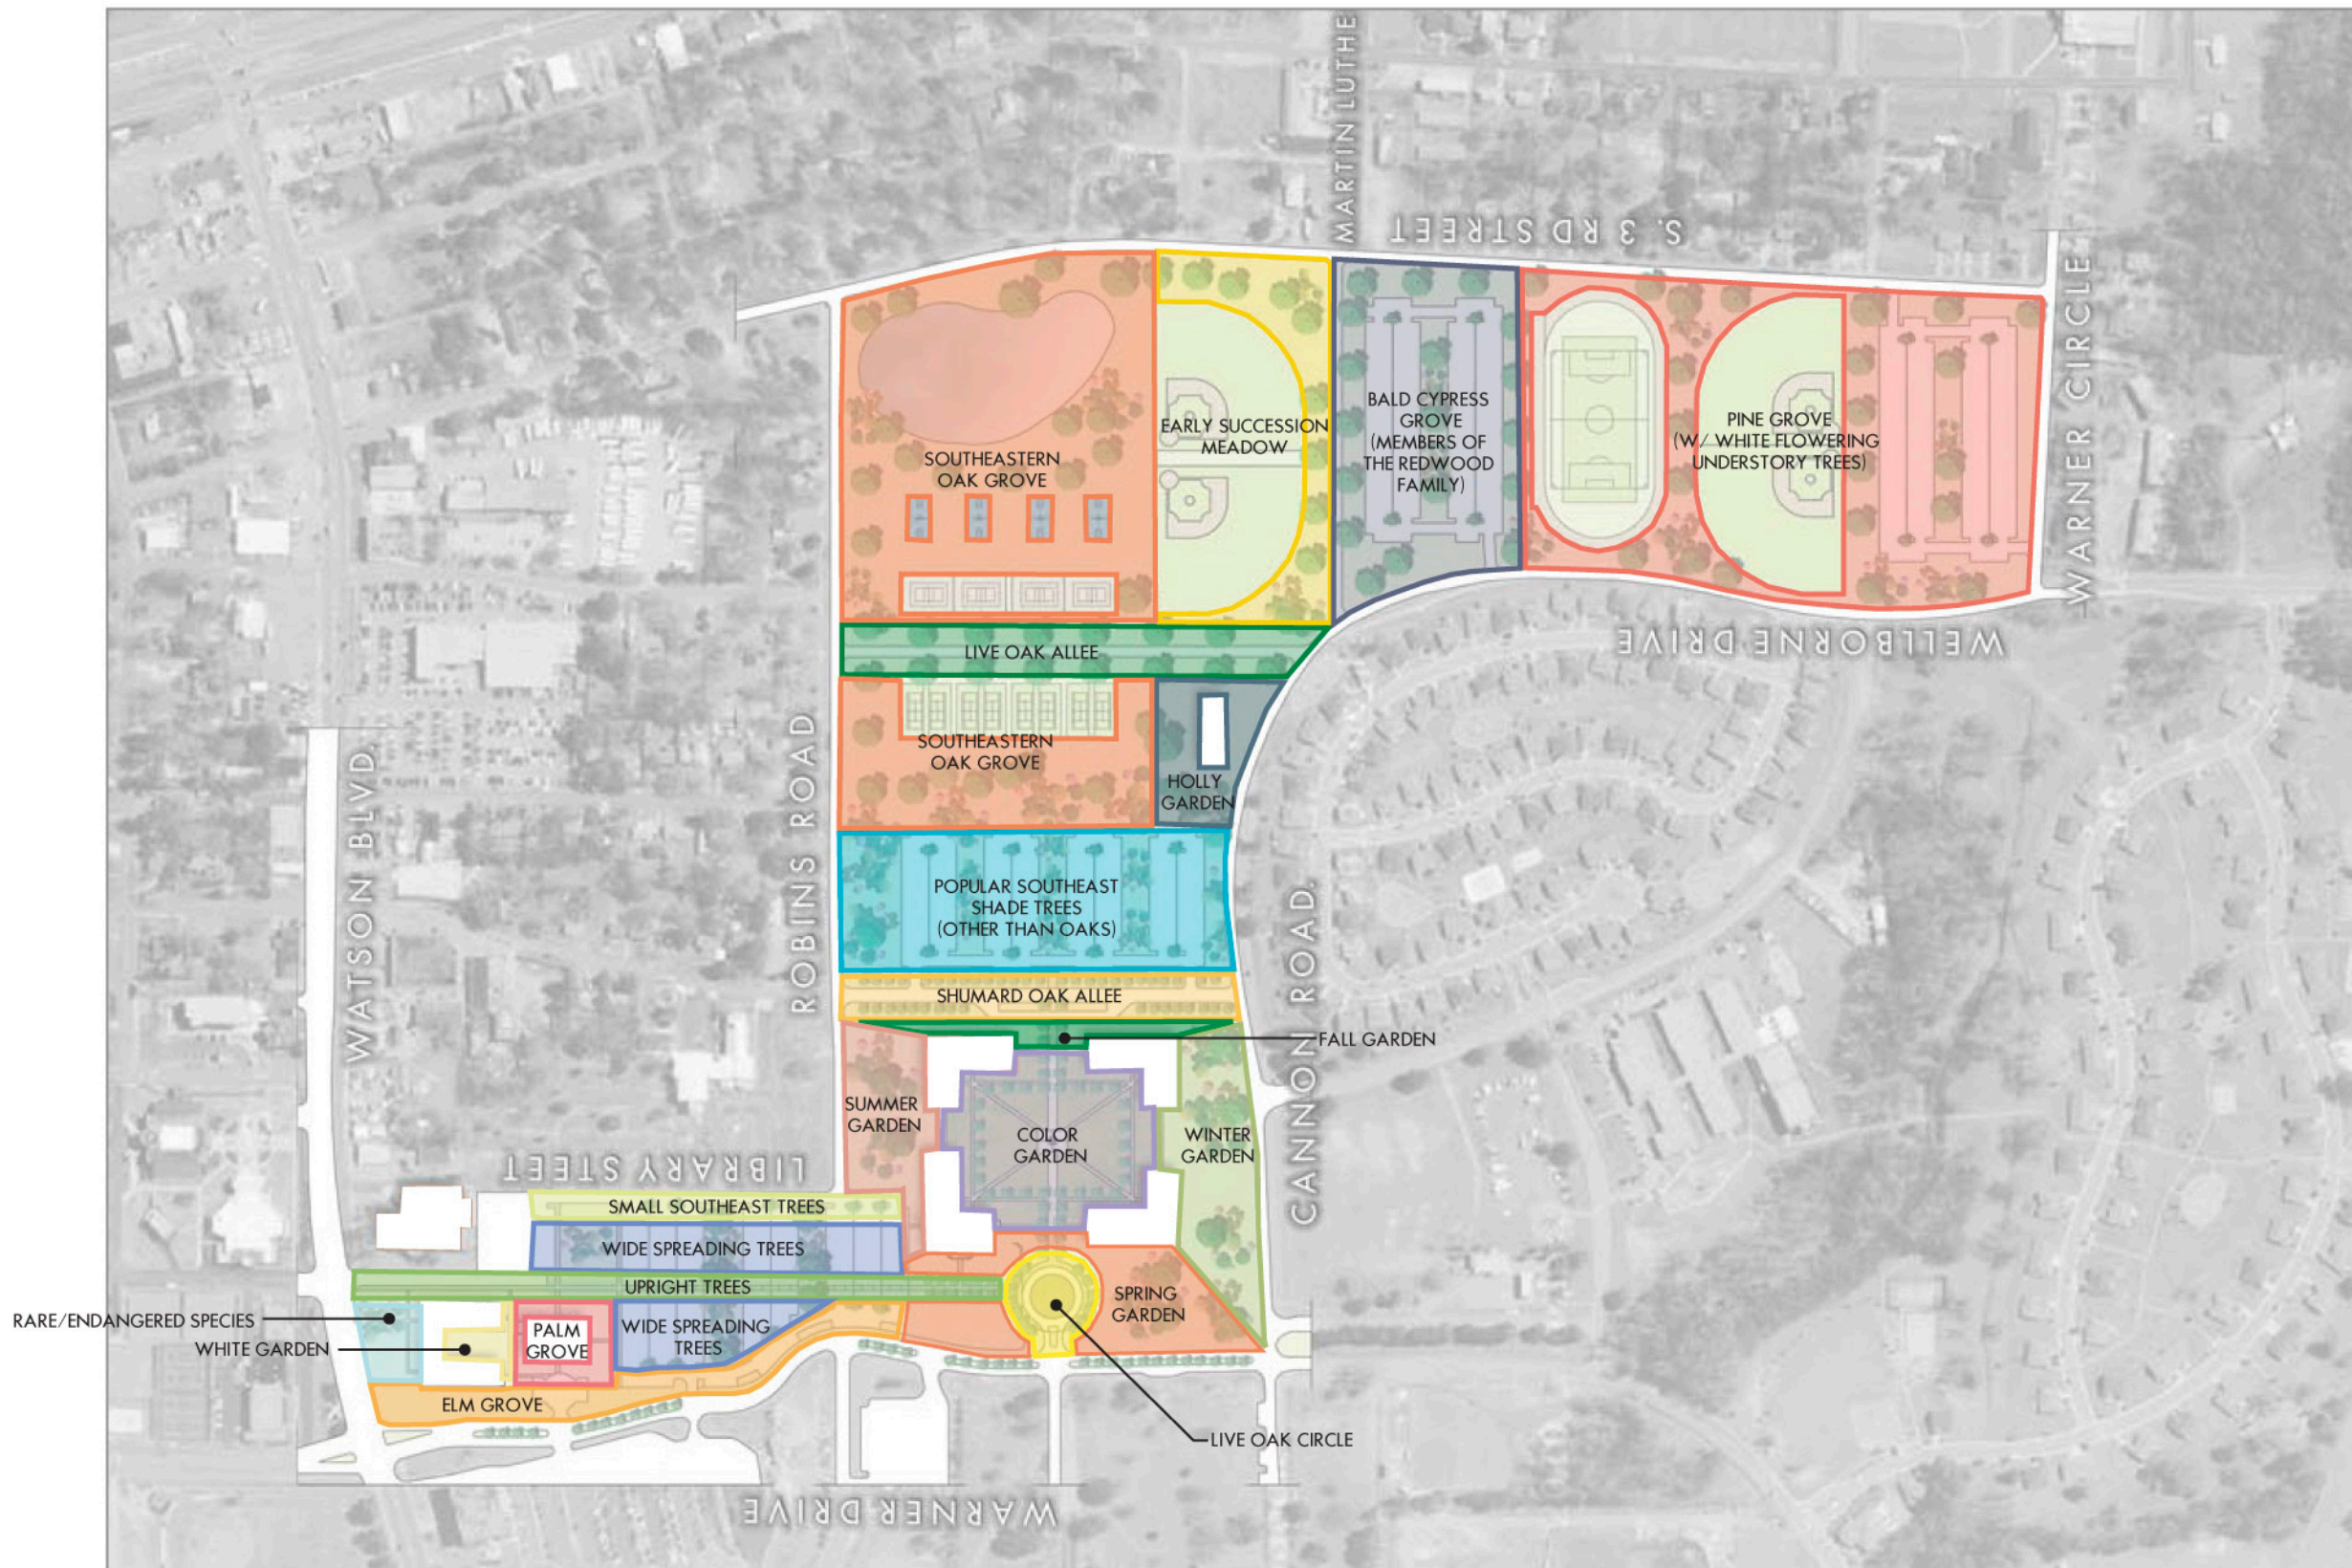 MARTIN LUTHE
S. 3 RD STREET
WARNER CIRCLE
EARLY SUCCESSION
MEADOW
BALD CYPRESS
GROVE
(MEMBERS OF
THE REDWOOD
FAMILY)
PINE GROVE
(W/ WHITE FLOWERING
UNDERSTORY TREES)
SOUTHEASTERN
OAK GROVE
WELLBORNE DRIVE
LIVE OAK ALLEE
SOUTHEASTERN
OAK GROVE
HOLLY
GARDEN
WATSON BLVD.
ROBINS ROAD
POPULAR SOUTHEAST
SHADE TREES
(OTHER THAN OAKS)
CANNON ROAD.
SHUMARD OAK ALLEE
FALL GARDEN
SUMMER
GARDEN
COLOR
GARDEN
WINTER
GARDEN
LIBRARY STEET
SMALL SOUTHEAST TREES
WIDE SPREADING TREES
UPRIGHT TREES
SPRING
GARDEN
RARE/ENDANGERED SPECIES
WHITE GARDEN
PALM
GROVE
WIDE SPREADING
TREES
ELM GROVE
LIVE OAK CIRCLE
WARNER DRIVE